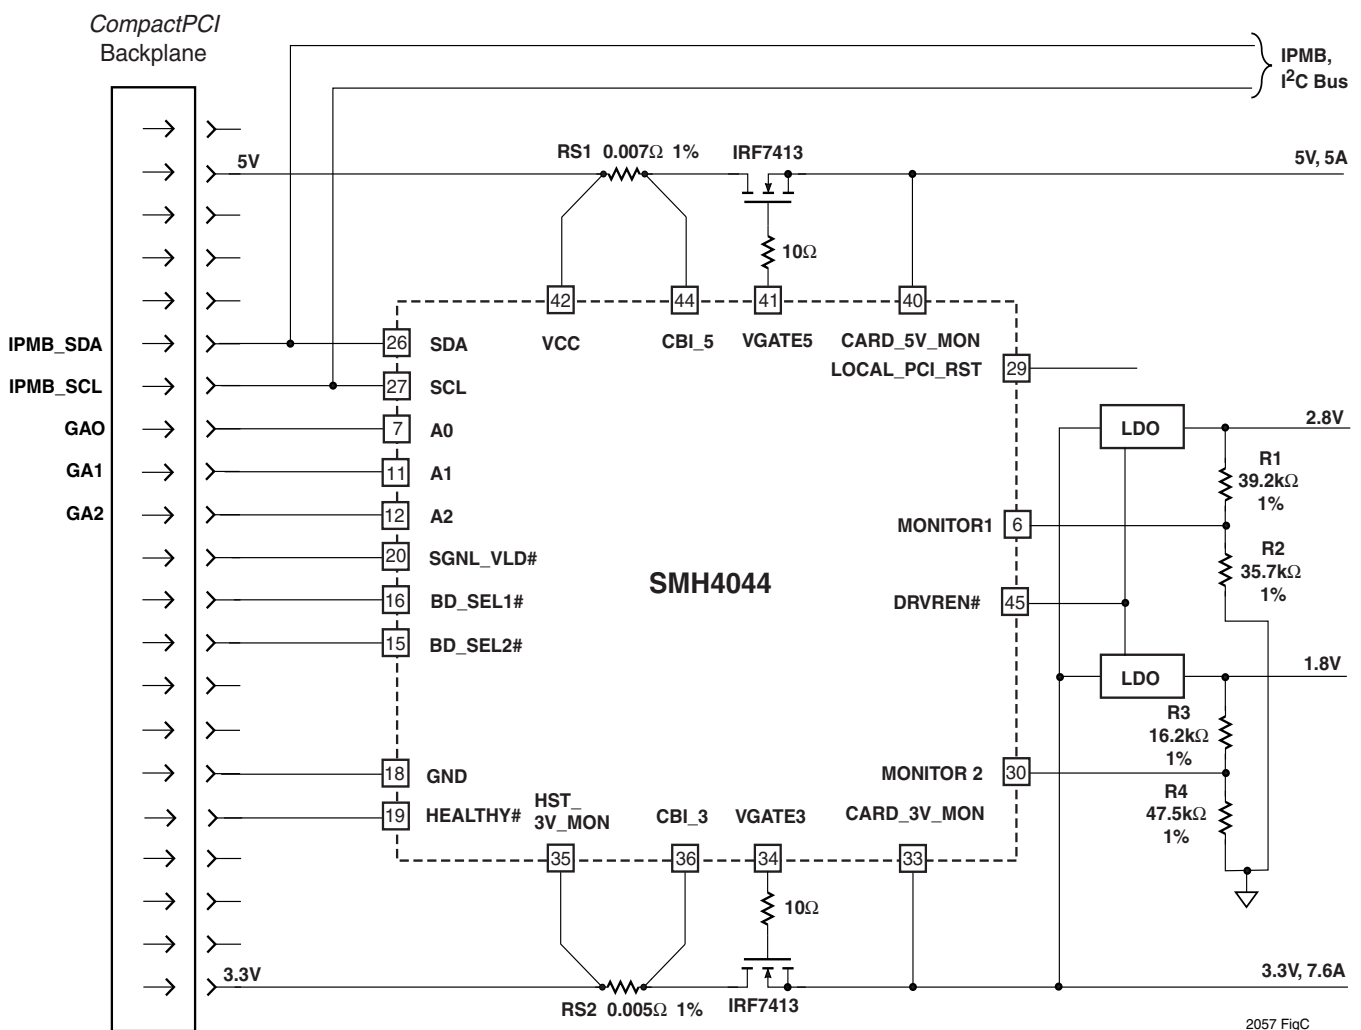 CompactPCI
Backplane
IPMB,
I²C Bus
5V
RS1 0.007Ω 1%
IRF7413
5V, 5A
10Ω
42
44
41
40
VCC
CBI_5
VGATE5
CARD_5V_MON
IPMB_SDA
26
SDA
LOCAL_PCI_RST
29
IPMB_SCL
27
SCL
GAO
7
A0
LDO
2.8V
GA1
11
A1
R1
39.2kΩ
1%
GA2
12
A2
MONITOR1
6
20
SGNL_VLD#
R2
35.7kΩ
1%
SMH4044
16
BD_SEL1#
DRVREN#
45
15
BD_SEL2#
LDO
1.8V
R3
16.2kΩ
1%
18
GND
MONITOR 2
30
19
HEALTHY#
R4
47.5kΩ
1%
HST_
3V_MON
CBI_3
VGATE3
CARD_3V_MON
35
36
34
33
10Ω
3.3V
RS2 0.005Ω 1%
IRF7413
3.3V, 7.6A
2057 FigC